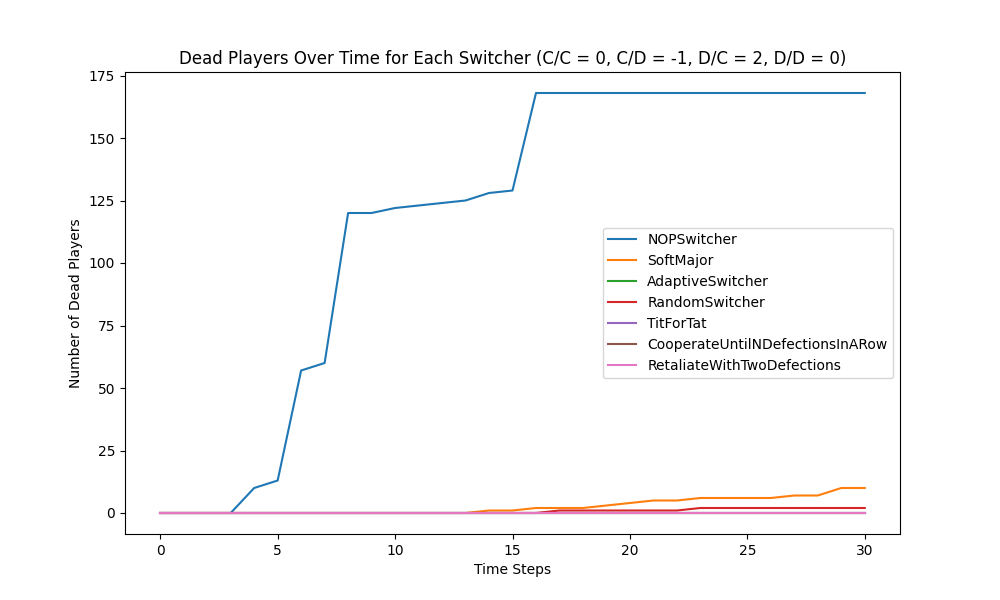 Dead Players Over Time for Each Switcher (C/C = 0, C/D = -1, D/C = 2, D/D = 0)
175
150
125
100
75
50
25
0
Number of Dead Players
NOPSwitcher
SoftMajor
AdaptiveSwitcher
RandomSwitcher
TitForTat
CooperateUntilNDefectionsInARow
RetaliateWithTwoDefections
0 5 10 15 20 25 30
Time Steps